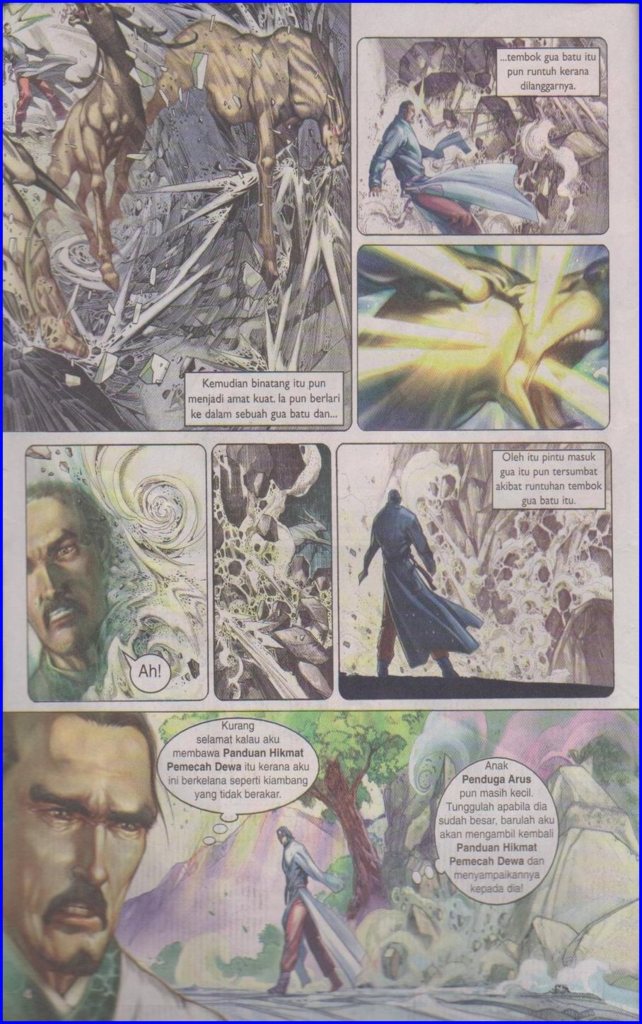 Kemudian binatang itu pun
menjadi amat kuat. Ia pun berlari
ke dalam sebuah gua batu dan...
...tembok gua batu itu
pun runtuh kerana
dilanggarnya.
Ah!
Oleh itu pintu masuk
gua itu pun tersumbat
akibat runtuhan tembok
gua batu itu.
Kurang
selamat kalau aku
membawa Panduan Hikmat
Pemecah Dewa itu kerana aku
ini berkelana seperti kiambang
yang tidak berakar.
Anak
Penduga Arus
pun masih kecil.
Tunggulah apabila dia
sudah besar, barulah aku
akan mengambil kembali
Panduan Hikmat
Pemecah Dewa dan
menyampaikannya
kepada dia!